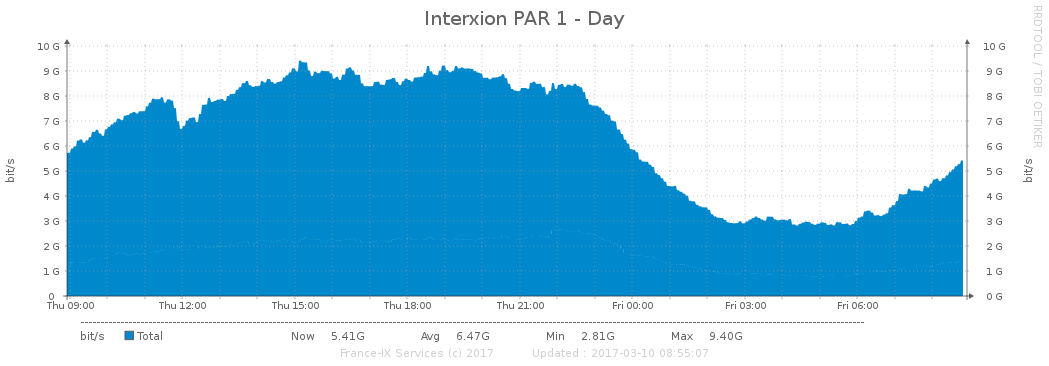 Interxion PAR 1 - Day
RRDTOOL / TOBI OETIKER
bit/s
10 G 10 G
9 G 9 G
8 G 8 G
7 G 7 G
6 G 6 G
5 G 5 G
4 G 4 G
3 G 3 G
2 G 2 G
1 G 1 G
0 0 G
bit/s
Thu 09:00 Thu 12:00 Thu 15:00 Thu 18:00 Thu 21:00 Fri 00:00 Fri 03:00 Fri 06:00
bit/s Total Now 5.41G Avg 6.47G Min 2.81G Max 9.40G
France-IX Services (c) 2017 Updated : 2017-03-10 08:55:07